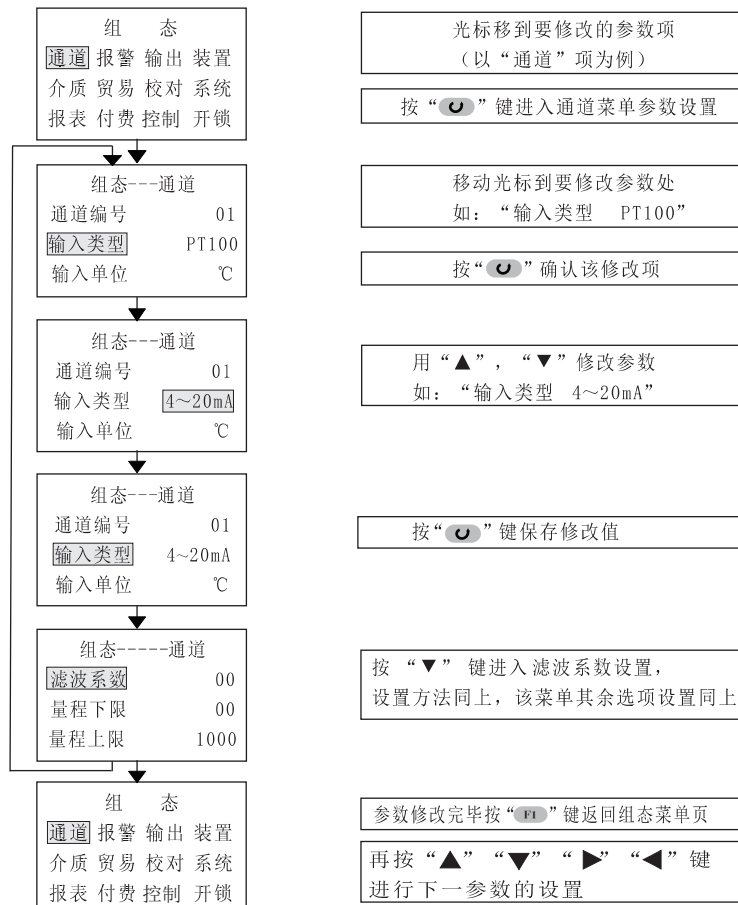 组 态
通道 报警 输出 装置
介质 贸易 校对 系统
报表 付费 控制 开锁
光标移到要修改的参数项
（以“通道”项为例）
按“ ”键进入通道菜单参数设置
组态---通道
通道编号 01
输入类型 PT100
输入单位 ℃
移动光标到要修改参数处
如：“输入类型 PT100”
按“ ”确认该修改项
组态---通道
通道编号 01
输入类型 4～20mA
输入单位 ℃
用“▲”，“▼”修改参数
如：“输入类型 4～20mA”
组态---通道
通道编号 01
输入类型 4~20mA
输入单位 ℃
按“ ”键保存修改值
组态-----通道
滤波系数 00
量程下限 00
量程上限 1000
按 “▼” 键进入滤波系数设置，
设置方法同上，该菜单其余选项设置同上
组 态
通道 报警 输出 装置
介质 贸易 校对 系统
报表 付费 控制 开锁
参数修改完毕按“F1”键返回组态菜单页
再按“▲”“▼”“▶”“◀”键
进行下一参数的设置